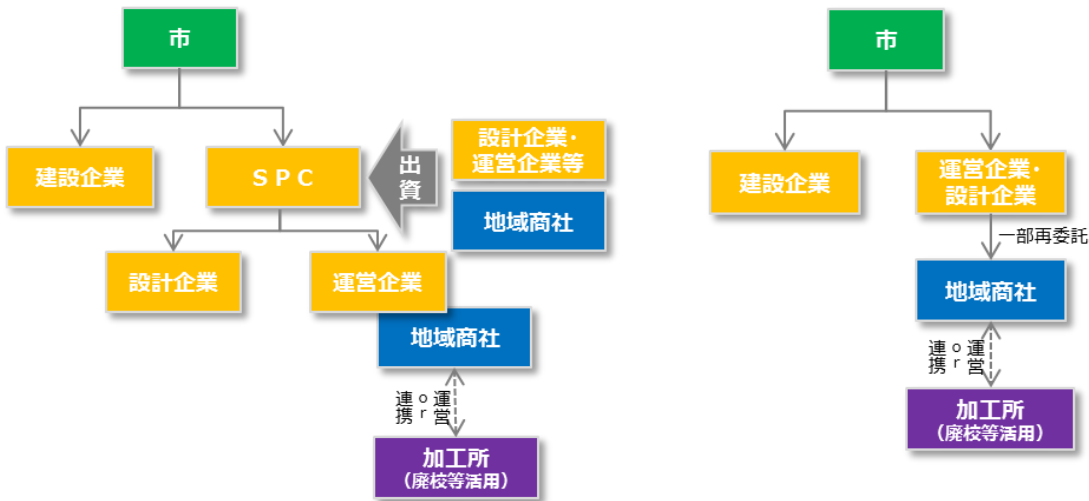 市
建設企業
ＳＰＣ
出資
設計企業・
運営企業等
地域商社
設計企業
運営企業
地域商社
運営
or
連携
加工所
（廃校等活用）
市
建設企業
運営企業・
設計企業
一部再委託
地域商社
運営
or
連携
加工所
（廃校等活用）